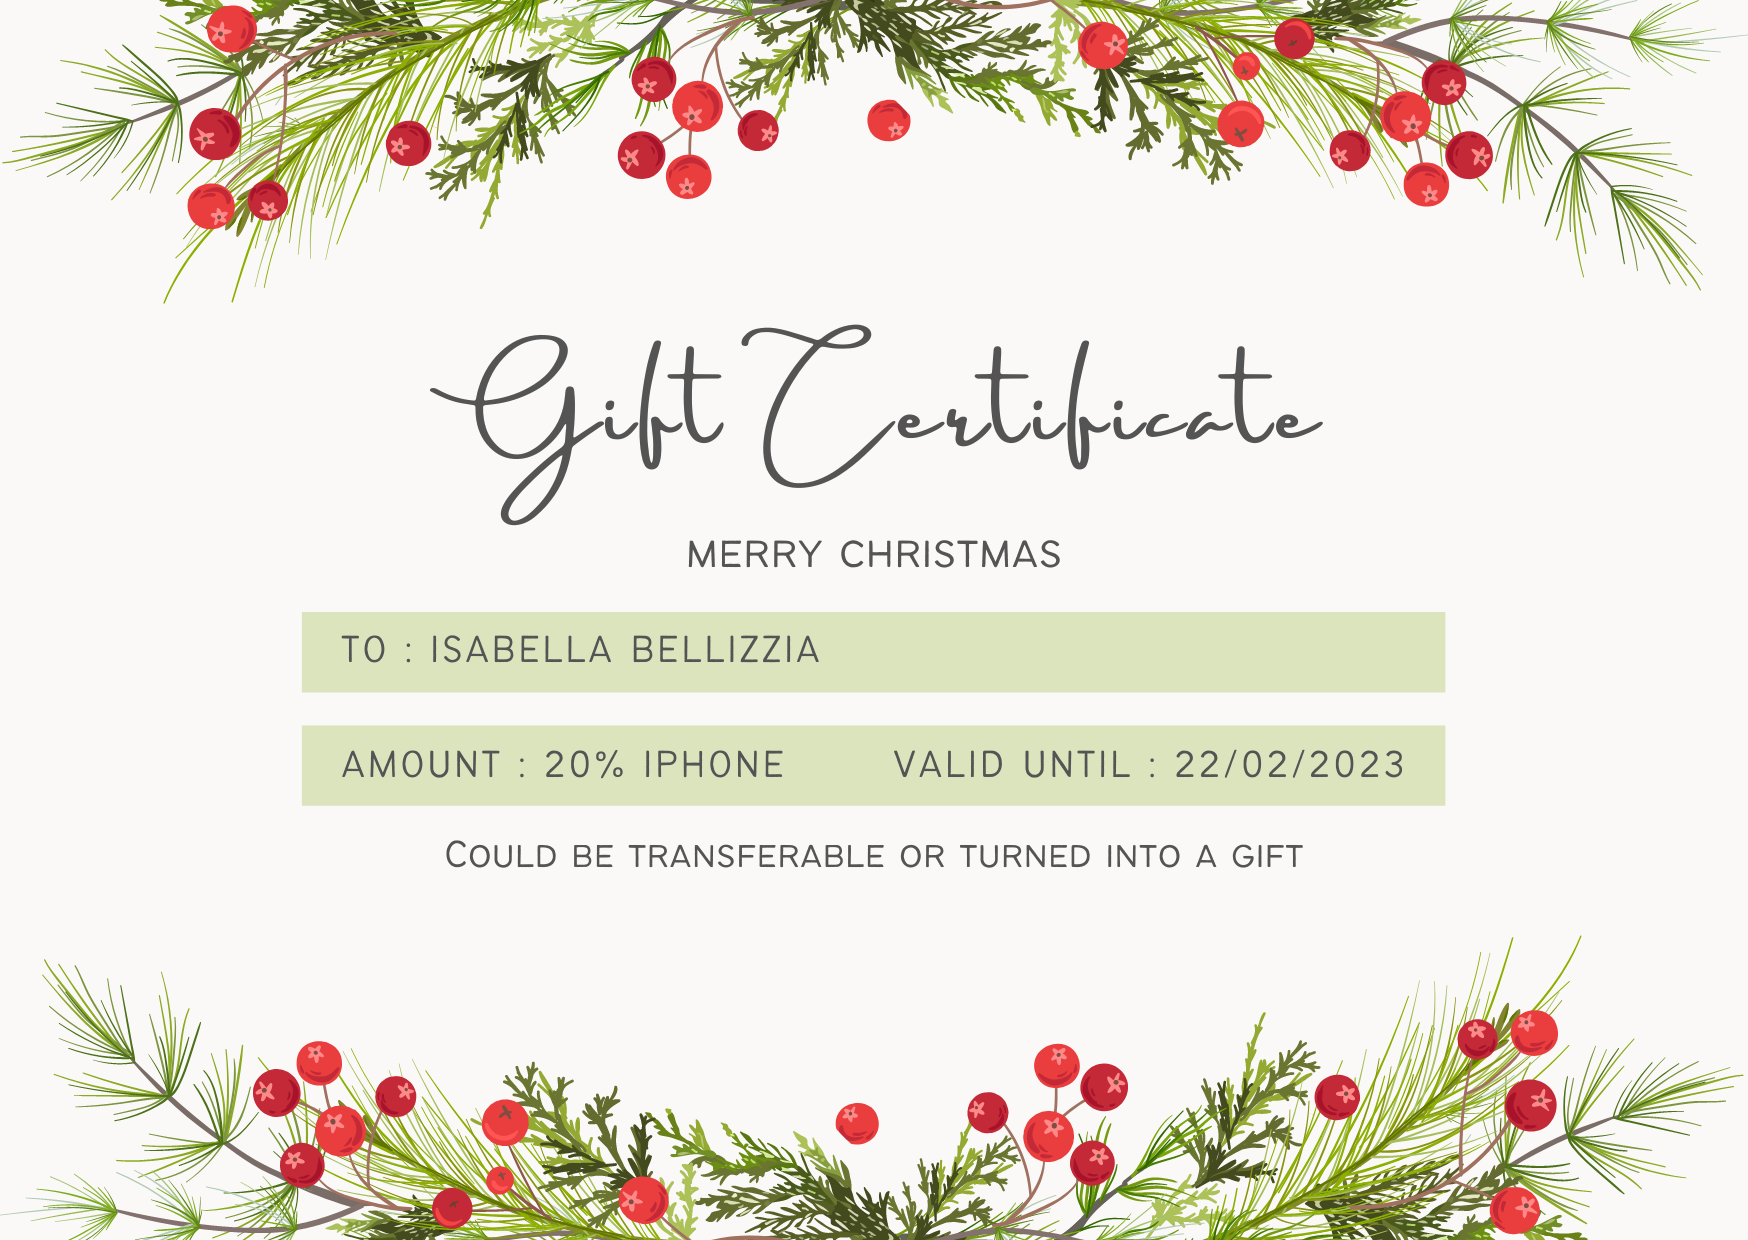 Gift Certificate
MERRY CHRISTMAS
TO : ISABELLA BELLIZZIA
AMOUNT : 20% IPHONE VALID UNTIL : 22/02/2023
COULD BE TRANSFERABLE OR TURNED INTO A GIFT